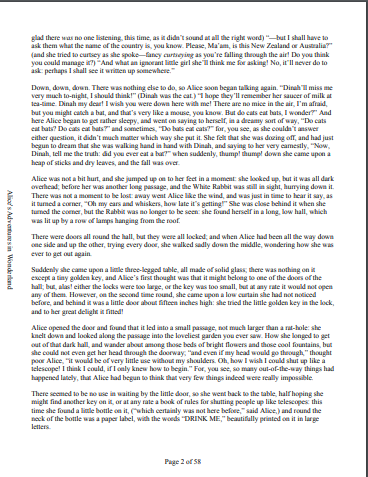 glad there was no one listening, this time, as it didn't sound at all the right word) "—but I shall have to
ask them what the name of the country is, you know. Please, Ma'am, is this New Zealand or Australia?"
(and she tried to curtsey as she spoke—fancy curtseying as you're falling through the air! Do you think
you could manage it?) "And what an ignorant little girl she'll think me for asking! No, it'll never do to
ask: perhaps I shall see it written up somewhere."
Down, down, down. There was nothing else to do, so Alice soon began talking again. "Dinah'll miss me
very much to-night, I should think!" (Dinah was the cat.) "I hope they'll remember her saucer of milk at
tea-time. Dinah my dear! I wish you were down here with me! There are no mice in the air, I'm afraid,
but you might catch a bat, and that's very like a mouse, you know. But do cats eat bats, I wonder?" And
here Alice began to get rather sleepy, and went on saying to herself, in a dreamy sort of way, "Do cats
eat bats? Do cats eat bats?" and sometimes, "Do bats eat cats?" for, you see, as she couldn't answer
either question, it didn't much matter which way she put it. She felt that she was dozing off, and had just
begun to dream that she was walking hand in hand with Dinah, and saying to her very earnestly, "Now,
Dinah, tell me the truth: did you ever eat a bat?" when suddenly, thump! thump! down she came upon a
heap of sticks and dry leaves, and the fall was over.
Alice was not a bit hurt, and she jumped up on to her feet in a moment: she looked up, but it was all dark
overhead; before her was another long passage, and the White Rabbit was still in sight, hurrying down it.
There was not a moment to be lost: away went Alice like the wind, and was just in time to hear it say, as
it turned a corner, "Oh my ears and whiskers, how late it's getting!" She was close behind it when she
turned the corner, but the Rabbit was no longer to be seen: she found herself in a long, low hall, which
was lit up by a row of lamps hanging from the roof.
There were doors all round the hall, but they were all locked; and when Alice had been all the way down
one side and up the other, trying every door, she walked sadly down the middle, wondering how she was
ever to get out again.
Suddenly she came upon a little three-legged table, all made of solid glass; there was nothing on it
except a tiny golden key, and Alice's first thought was that it might belong to one of the doors of the
hall; but, alas! either the locks were too large, or the key was too small, but at any rate it would not open
any of them. However, on the second time round, she came upon a low curtain she had not noticed
before, and behind it was a little door about fifteen inches high: she tried the little golden key in the lock,
and to her great delight it fitted!
Alice opened the door and found that it led into a small passage, not much larger than a rat-hole: she
knelt down and looked along the passage into the loveliest garden you ever saw. How she longed to get
out of that dark hall, and wander about among those beds of bright flowers and those cool fountains, but
she could not even get her head through the doorway; "and even if my head would go through," thought
poor Alice, "it would be of very little use without my shoulders. Oh, how I wish I could shut up like a
telescope! I think I could, if I only knew how to begin." For, you see, so many out-of-the-way things had
happened lately, that Alice had begun to think that very few things indeed were really impossible.
There seemed to be no use in waiting by the little door, so she went back to the table, half hoping she
might find another key on it, or at any rate a book of rules for shutting people up like telescopes: this
time she found a little bottle on it, ("which certainly was not here before," said Alice,) and round the
neck of the bottle was a paper label, with the words "DRINK ME," beautifully printed on it in large
letters.
Alice's Adventures in Wonderland
Page 2 of 58